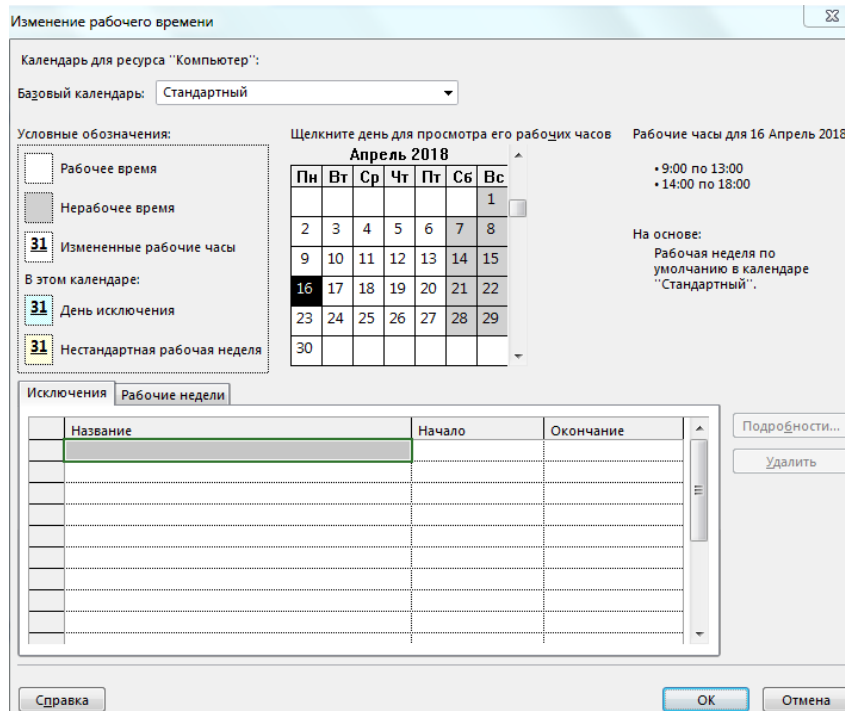 Изменение рабочего времени
Календарь для ресурса "Компьютер":
Базовый календарь: Стандартный
Условные обозначения:
Рабочее время
Нерабочее время
31 Измененные рабочие часы
В этом календаре:
31 День исключения
31 Нестандартная рабочая неделя
Щелкните день для просмотра его рабочих часов
Апрель 2018
Пн Вт Ср Чт Пт Сб Вс
1
2 3 4 5 6 7 8
9 10 11 12 13 14 15
16 17 18 19 20 21 22
23 24 25 26 27 28 29
30
Рабочие часы для 16 Апрель 2018
• 9:00 по 13:00
• 14:00 по 18:00
На основе:
Рабочая неделя по
умолчанию в календаре
"Стандартный".
Исключения Рабочие недели
Название Начало Окончание
Подробности...
Удалить
Справка ОК Отмена